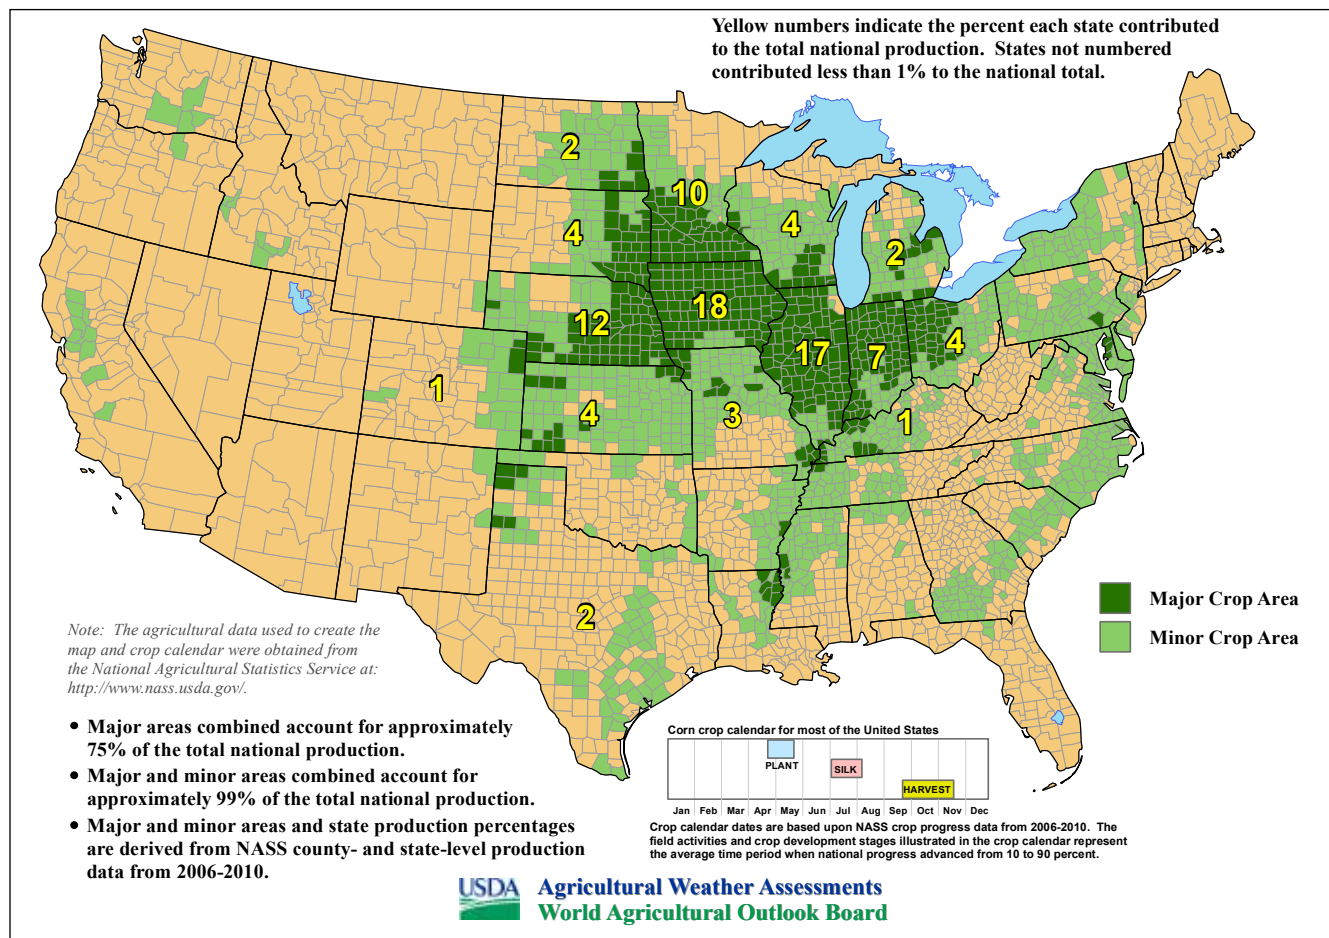 Yellow numbers indicate the percent each state contributed
to the total national production.  States not numbered
contributed less than 1% to the national total.
2
10
4
4
2
12
18
17
7
4
1
4
3
1
2
Major Crop Area
Minor Crop Area
Note:  The agricultural data used to create the
map and crop calendar were obtained from
the National Agricultural Statistics Service at:
http://www.nass.usda.gov/.
• Major areas combined account for approximately
75% of the total national production.
• Major and minor areas combined account for
approximately 99% of the total national production.
• Major and minor areas and state production percentages
are derived from NASS county- and state-level production
data from 2006-2010.
Corn crop calendar for most of the United States
PLANT
SILK
HARVEST
Jan Feb Mar Apr May Jun Jul Aug Sep Oct Nov Dec
Crop calendar dates are based upon NASS crop progress data from 2006-2010.  The
field activities and crop development stages illustrated in the crop calendar represent
the average time period when national progress advanced from 10 to 90 percent.
USDA Agricultural Weather Assessments
World Agricultural Outlook Board